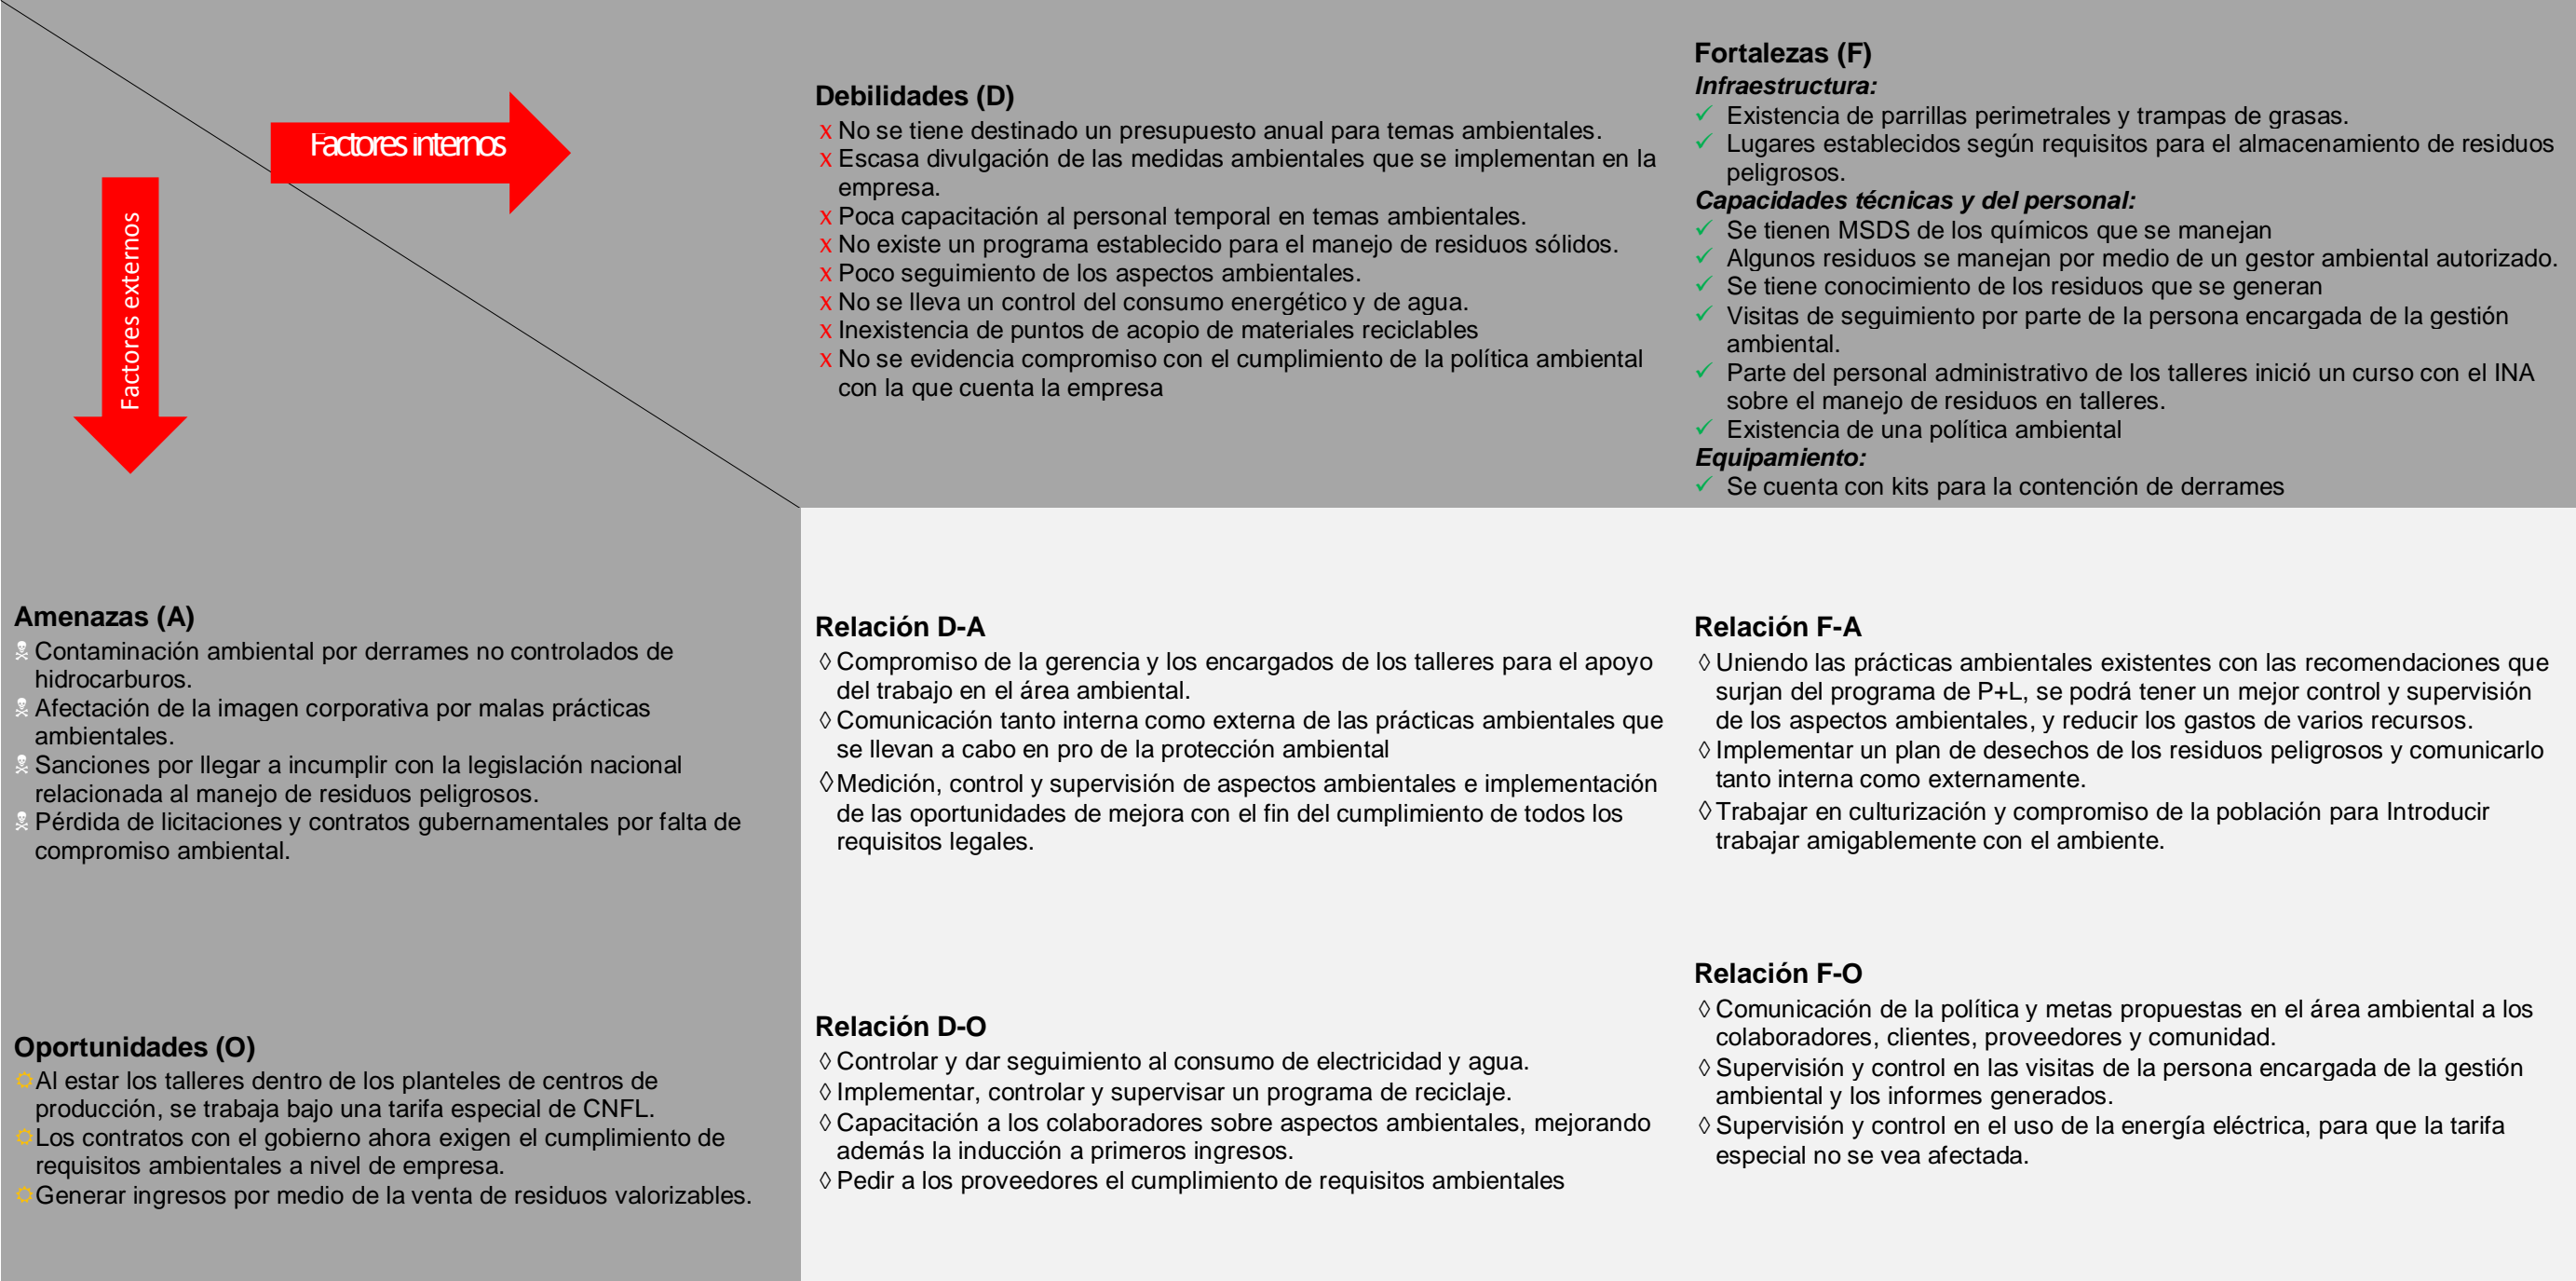 Factores internos
Factores externos
Debilidades (D)
x No se tiene destinado un presupuesto anual para temas ambientales.
x Escasa divulgación de las medidas ambientales que se implementan en la
empresa.
x Poca capacitación al personal temporal en temas ambientales.
x No existe un programa establecido para el manejo de residuos sólidos.
x Poco seguimiento de los aspectos ambientales.
x No se lleva un control del consumo energético y de agua.
x Inexistencia de puntos de acopio de materiales reciclables
x No se evidencia compromiso con el cumplimiento de la política ambiental
con la que cuenta la empresa
Fortalezas (F)
Infraestructura:
✓ Existencia de parrillas perimetrales y trampas de grasas.
✓ Lugares establecidos según requisitos para el almacenamiento de residuos
peligrosos.
Capacidades técnicas y del personal:
✓ Se tienen MSDS de los químicos que se manejan
✓ Algunos residuos se manejan por medio de un gestor ambiental autorizado.
✓ Se tiene conocimiento de los residuos que se generan
✓ Visitas de seguimiento por parte de la persona encargada de la gestión
ambiental.
✓ Parte del personal administrativo de los talleres inició un curso con el INA
sobre el manejo de residuos en talleres.
✓ Existencia de una política ambiental
Equipamiento:
✓ Se cuenta con kits para la contención de derrames
Amenazas (A)
☠ Contaminación ambiental por derrames no controlados de
hidrocarburos.
☠ Afectación de la imagen corporativa por malas prácticas
ambientales.
☠ Sanciones por llegar a incumplir con la legislación nacional
relacionada al manejo de residuos peligrosos.
☠ Pérdida de licitaciones y contratos gubernamentales por falta de
compromiso ambiental.
Relación D-A
◊ Compromiso de la gerencia y los encargados de los talleres para el apoyo
del trabajo en el área ambiental.
◊ Comunicación tanto interna como externa de las prácticas ambientales que
se llevan a cabo en pro de la protección ambiental
◊ Medición, control y supervisión de aspectos ambientales e implementación
de las oportunidades de mejora con el fin del cumplimiento de todos los
requisitos legales.
Relación F-A
◊ Uniendo las prácticas ambientales existentes con las recomendaciones que
surjan del programa de P+L, se podrá tener un mejor control y supervisión
de los aspectos ambientales, y reducir los gastos de varios recursos.
◊ Implementar un plan de desechos de los residuos peligrosos y comunicarlo
tanto interna como externamente.
◊ Trabajar en culturización y compromiso de la población para Introducir
trabajar amigablemente con el ambiente.
Oportunidades (O)
Al estar los talleres dentro de los planteles de centros de
producción, se trabaja bajo una tarifa especial de CNFL.
Los contratos con el gobierno ahora exigen el cumplimiento de
requisitos ambientales a nivel de empresa.
Generar ingresos por medio de la venta de residuos valorizables.
Relación D-O
◊ Controlar y dar seguimiento al consumo de electricidad y agua.
◊ Implementar, controlar y supervisar un programa de reciclaje.
◊ Capacitación a los colaboradores sobre aspectos ambientales, mejorando
además la inducción a primeros ingresos.
◊ Pedir a los proveedores el cumplimiento de requisitos ambientales
Relación F-O
◊ Comunicación de la política y metas propuestas en el área ambiental a los
colaboradores, clientes, proveedores y comunidad.
◊ Supervisión y control en las visitas de la persona encargada de la gestión
ambiental y los informes generados.
◊ Supervisión y control en el uso de la energía eléctrica, para que la tarifa
especial no se vea afectada.